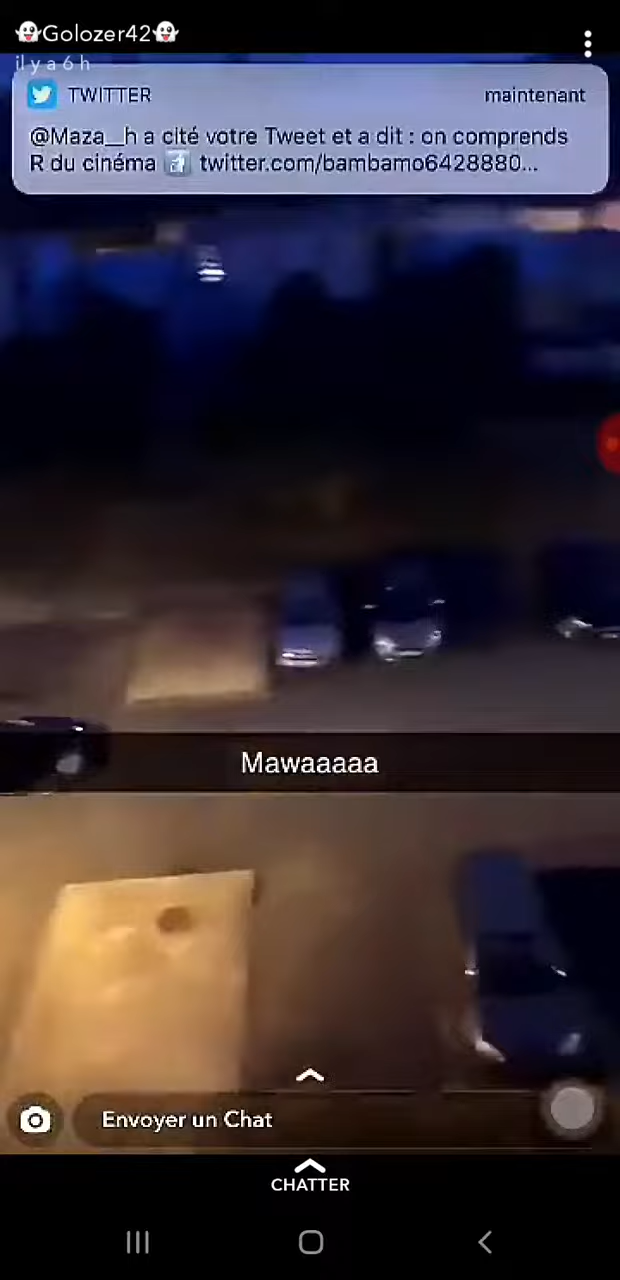 👻Golozer42👻
il y a 6 h
TWITTER maintenant
@Maza__h a cité votre Tweet et a dit : on comprends
R du cinéma twitter.com/bambamo6428880...
Mawaaaaa
Envoyer un Chat
CHATTER